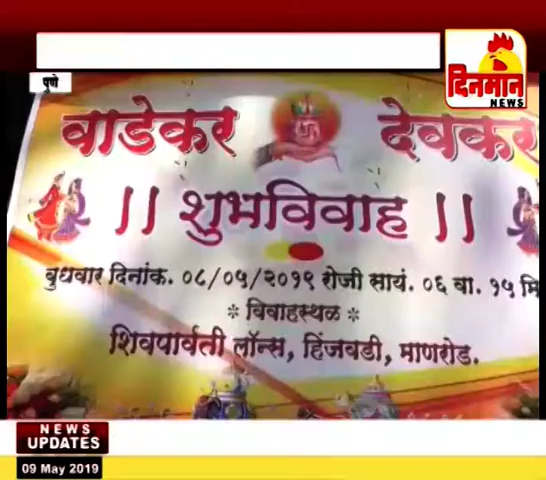 दिनमान
NEWS
पुणे
वाडेकर देवकर
|| शुभविवाह ||
बुधवार दिनांक. ०८/०५/२०१९ रोजी सायं. ०६ वा. १५ मि
* विवाहस्थळ *
शिवपार्वती लॉन्स, हिंजवडी, माणरोड.
NEWS
UPDATES
09 May 2019